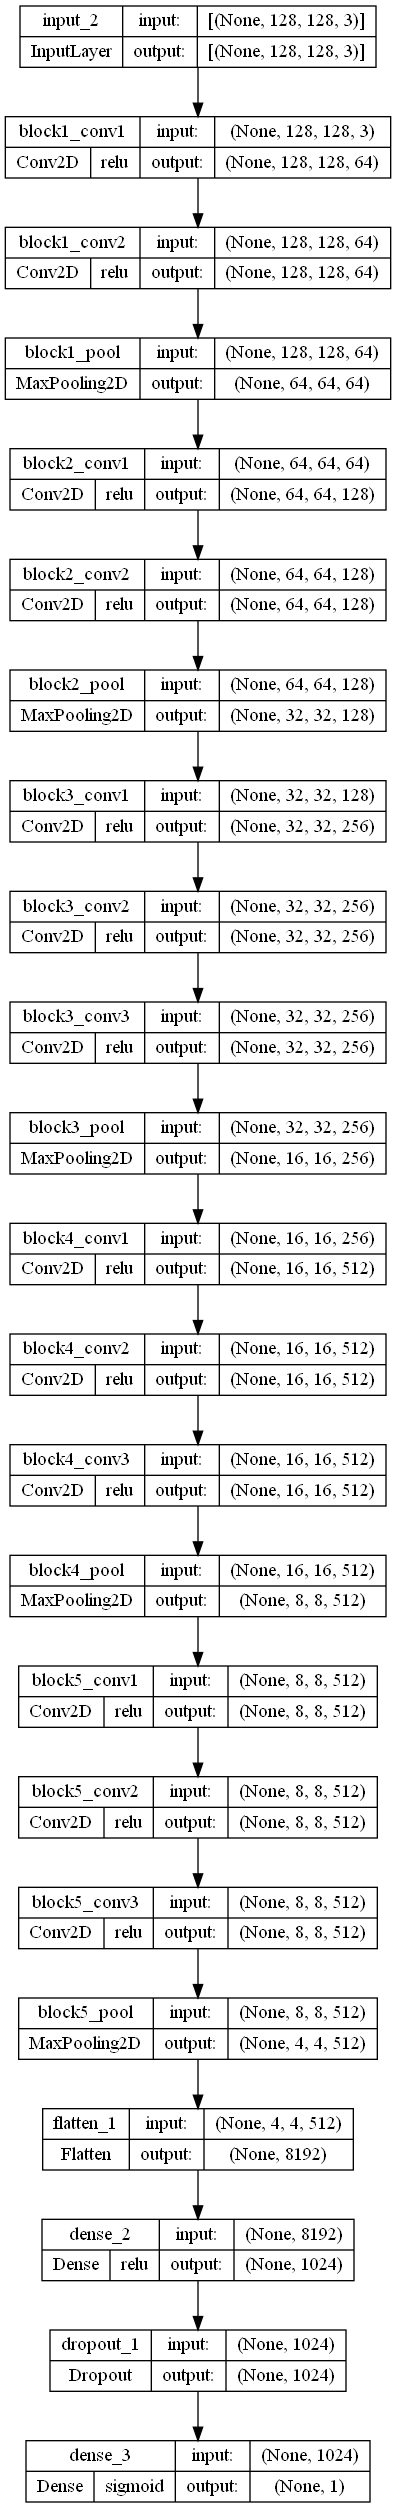 input_2 input: [(None, 128, 128, 3)]
InputLayer output: [(None, 128, 128, 3)]
block1_conv1 input: (None, 128, 128, 3)
Conv2D relu output: (None, 128, 128, 64)
block1_conv2 input: (None, 128, 128, 64)
Conv2D relu output: (None, 128, 128, 64)
block1_pool input: (None, 128, 128, 64)
MaxPooling2D output: (None, 64, 64, 64)
block2_conv1 input: (None, 64, 64, 64)
Conv2D relu output: (None, 64, 64, 128)
block2_conv2 input: (None, 64, 64, 128)
Conv2D relu output: (None, 64, 64, 128)
block2_pool input: (None, 64, 64, 128)
MaxPooling2D output: (None, 32, 32, 128)
block3_conv1 input: (None, 32, 32, 128)
Conv2D relu output: (None, 32, 32, 256)
block3_conv2 input: (None, 32, 32, 256)
Conv2D relu output: (None, 32, 32, 256)
block3_conv3 input: (None, 32, 32, 256)
Conv2D relu output: (None, 32, 32, 256)
block3_pool input: (None, 32, 32, 256)
MaxPooling2D output: (None, 16, 16, 256)
block4_conv1 input: (None, 16, 16, 256)
Conv2D relu output: (None, 16, 16, 512)
block4_conv2 input: (None, 16, 16, 512)
Conv2D relu output: (None, 16, 16, 512)
block4_conv3 input: (None, 16, 16, 512)
Conv2D relu output: (None, 16, 16, 512)
block4_pool input: (None, 16, 16, 512)
MaxPooling2D output: (None, 8, 8, 512)
block5_conv1 input: (None, 8, 8, 512)
Conv2D relu output: (None, 8, 8, 512)
block5_conv2 input: (None, 8, 8, 512)
Conv2D relu output: (None, 8, 8, 512)
block5_conv3 input: (None, 8, 8, 512)
Conv2D relu output: (None, 8, 8, 512)
block5_pool input: (None, 8, 8, 512)
MaxPooling2D output: (None, 4, 4, 512)
flatten_1 input: (None, 4, 4, 512)
Flatten output: (None, 8192)
dense_2 input: (None, 8192)
Dense relu output: (None, 1024)
dropout_1 input: (None, 1024)
Dropout output: (None, 1024)
dense_3 input: (None, 1024)
Dense sigmoid output: (None, 1)